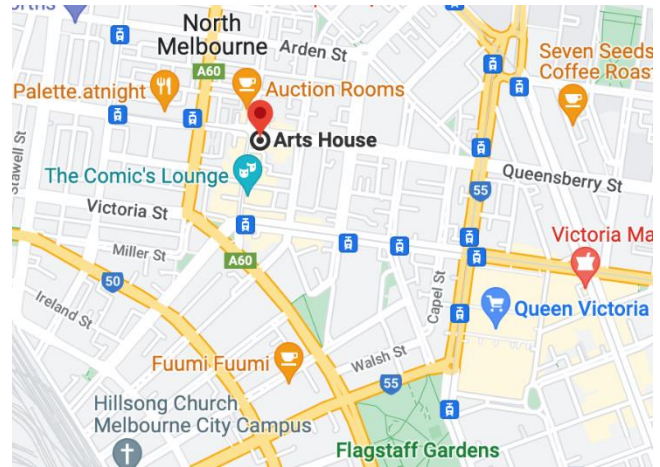 orths
North
Melbourne
Arden St
Seven Seeds
Coffee Roast
A60
Palette.atnight
Auction Rooms
Arts House
Stawell St
The Comic's Lounge
Queensberry St
55
Victoria St
Miller St
A60
Victoria Ma
50
Ireland St
Capel St
Queen Victoria
Fuumi Fuumi
Walsh St
55
Hillsong Church
Melbourne City Campus
Flagstaff Gardens